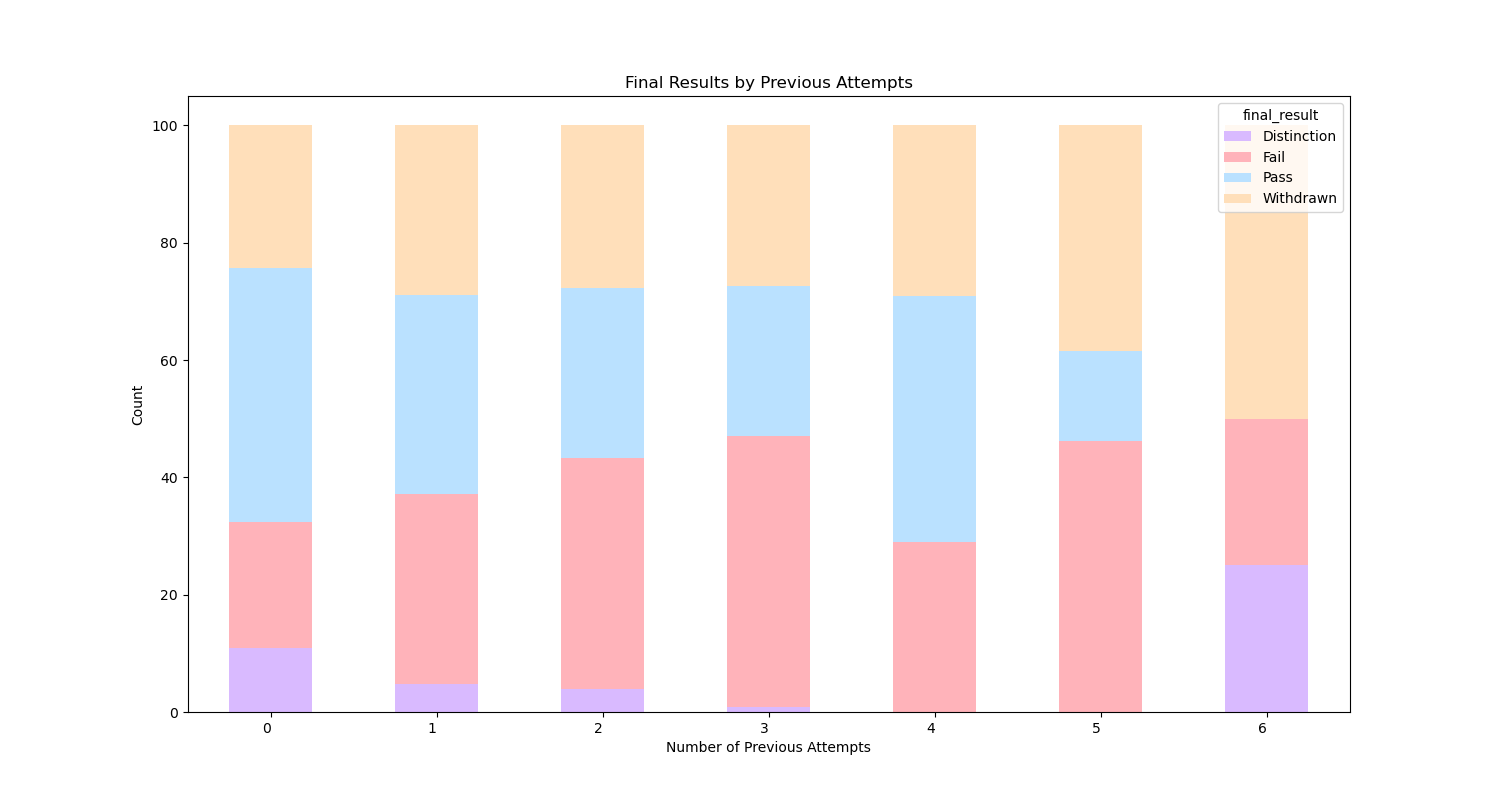 Final Results by Previous Attempts
final_result
Distinction
Fail
Pass
Withdrawn
Count
100
80
60
40
20
0
0 1 2 3 4 5 6
Number of Previous Attempts